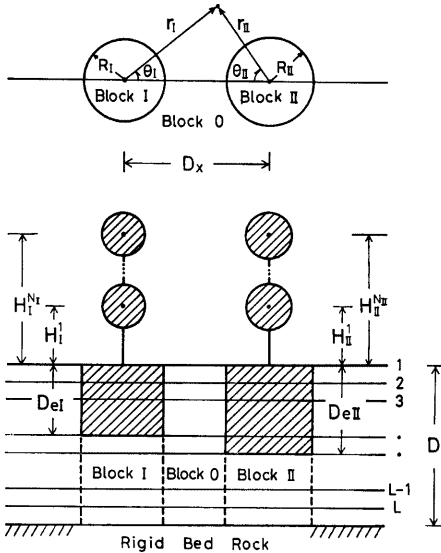 r_I r_II
R_I θ_I θ_II R_II
Block I Block II
Block 0
D_x
H_I^{N_I} H_II^{N_II}
H_I^1 H_II^1
1
2
D_eI 3 D_eII D
Block I Block 0 Block II
L-1
L
Rigid Bed Rock